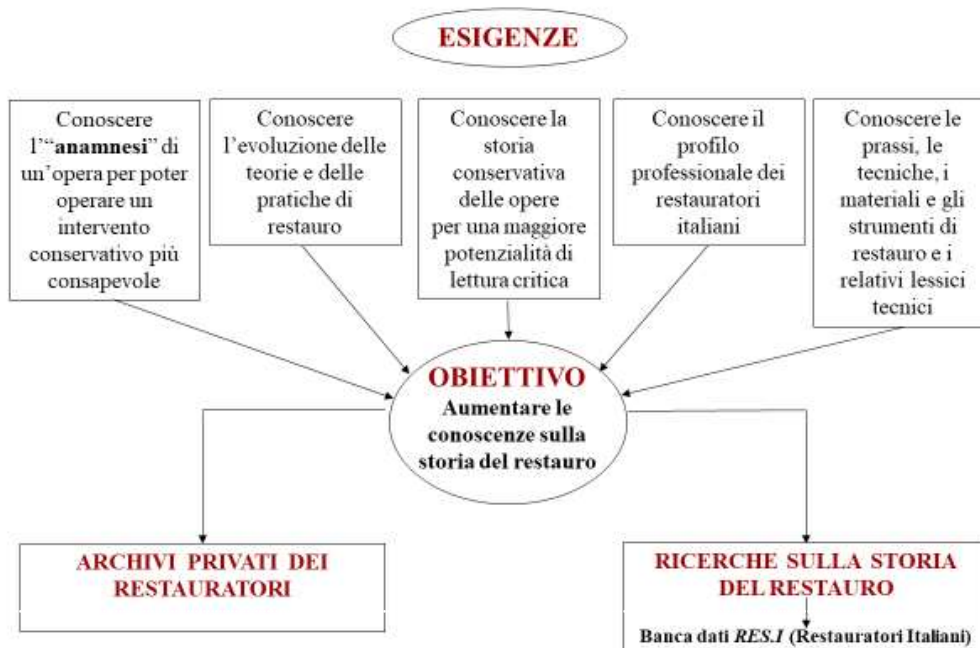 ESIGENZE
Conoscere
l’“anamnesi” di
un’opera per poter
operare un
intervento
conservativo più
consapevole
Conoscere
l’evoluzione delle
teorie e delle
pratiche di
restauro
Conoscere la
storia
conservativa
delle opere
per una maggiore
potenzialità di
lettura critica
Conoscere il
profilo
professionale dei
restauratori
italiani
Conoscere le
prassi, le
tecniche, i
materiali e gli
strumenti di
restauro e i
relativi lessici
tecnici
OBIETTIVO
Aumentare le
conoscenze sulla
storia del restauro
ARCHIVI PRIVATI DEI
RESTAURATORI
RICERCHE SULLA STORIA
DEL RESTAURO
Banca dati RES.I (Restauratori Italiani)